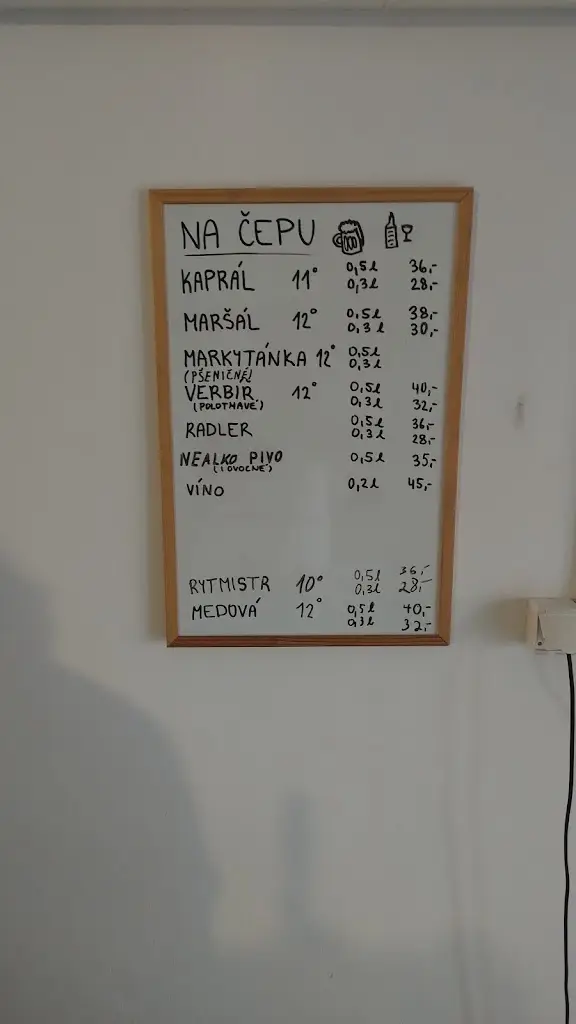 NA ČEPU
KAPRÁL 11° 0,5l 36,-
0,3l 28,-
MARŠÁL 12° 0,5l 38,-
0,3l 30,-
MARKYTÁNKA 12° 0,5l
(PŠENIČNÉ) 0,3l
VERBÍŘ 12° 0,5l 40,-
(POLOTMAVÉ) 0,3l 32,-
RADLER 0,5l 36,-
0,3l 28,-
NEALKO PIVO 0,5l 35,-
(I OVOCNÉ)
VÍNO 0,2l 45,-
RYTMISTR 10° 0,5l 36,-
0,3l 28,-
MEDOVÁ 12° 0,5l 40,-
0,3l 32,-